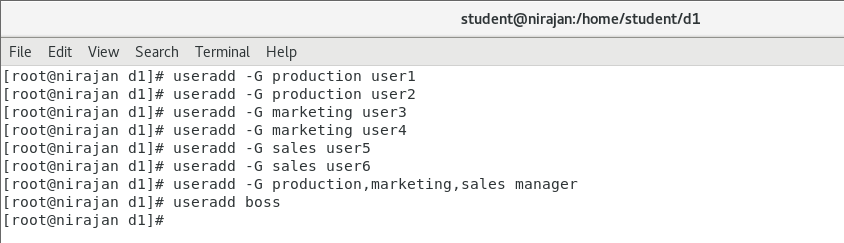 student@nirajan:/home/student/d1
File Edit View Search Terminal Help
[root@nirajan d1]# useradd -G production user1
[root@nirajan d1]# useradd -G production user2
[root@nirajan d1]# useradd -G marketing user3
[root@nirajan d1]# useradd -G marketing user4
[root@nirajan d1]# useradd -G sales user5
[root@nirajan d1]# useradd -G sales user6
[root@nirajan d1]# useradd -G production,marketing,sales manager
[root@nirajan d1]# useradd boss
[root@nirajan d1]#